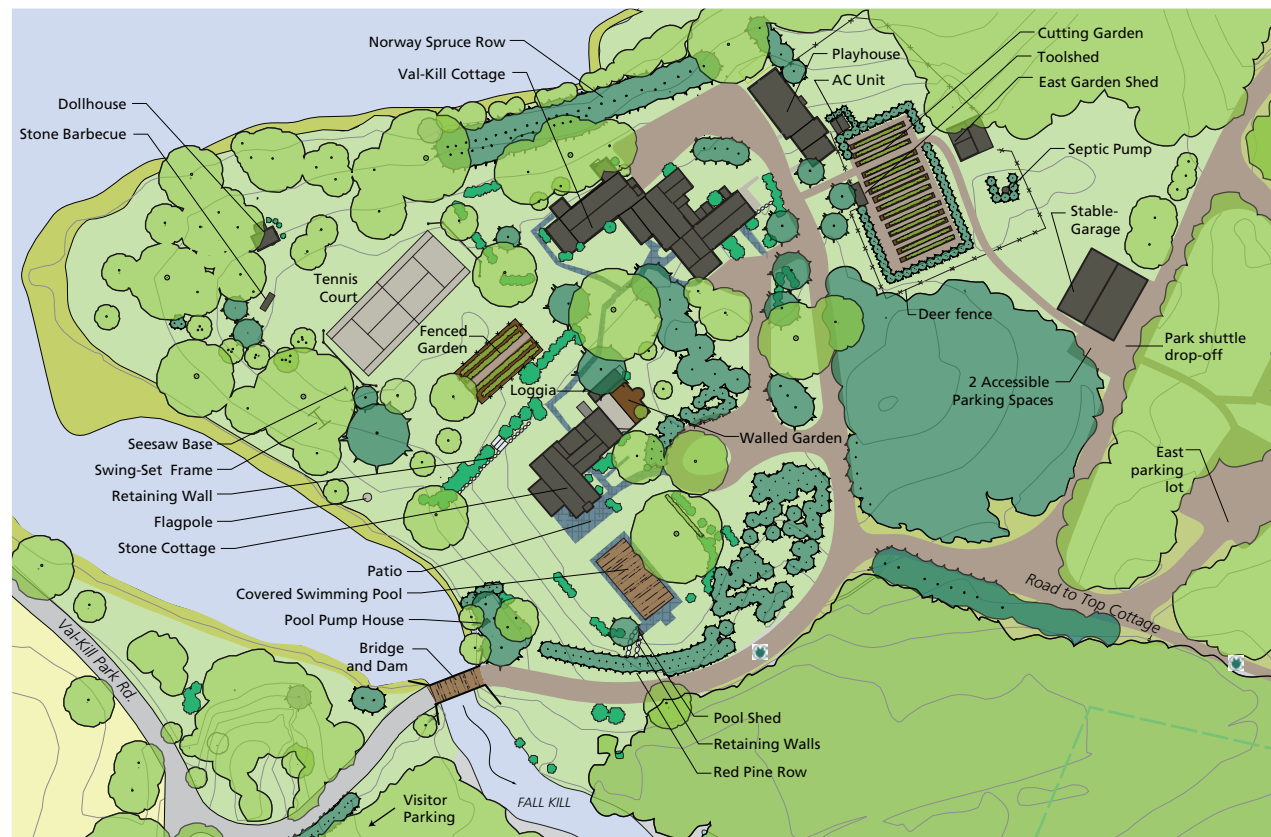 Norway Spruce Row
Val-Kill Cottage
Dollhouse
Stone Barbecue
Playhouse
AC Unit
Cutting Garden
Toolshed
East Garden Shed
Septic Pump
Stable-
Garage
Tennis
Court
Fenced
Garden
Deer fence
Park shuttle
drop-off
2 Accessible
Parking Spaces
Loggia
Walled Garden
East
parking
lot
Seesaw Base
Swing-Set Frame
Retaining Wall
Flagpole
Stone Cottage
Patio
Covered Swimming Pool
Pool Pump House
Bridge
and Dam
Road to Top Cottage
Val-Kill Park Rd.
Pool Shed
Retaining Walls
Red Pine Row
Visitor
Parking
FALL KILL